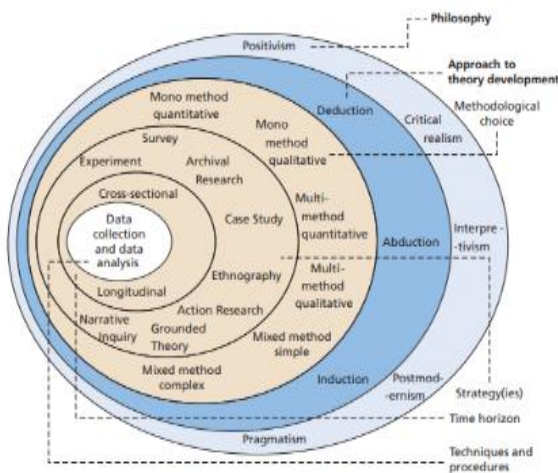 Philosophy
Positivism
Approach to
theory development
Mono method
quantitative
Deduction
Methodological
choice
Critical
realism
Mono
method
qualitative
Survey
Experiment
Archival
Research
Cross-sectional
Multi-
method
quantitative
Data
collection
and data
analysis
Case Study
Abduction
Interpre-
-tivism
Ethnography
Multi-
method
qualitative
Longitudinal
Action Research
Narrative
Inquiry
Grounded
Theory
Mixed method
simple
Mixed method
complex
Induction
Postmod-
-ernism
Strategy(ies)
Time horizon
Pragmatism
Techniques and
procedures